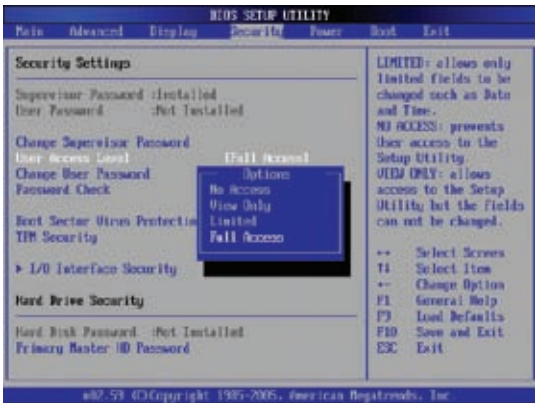 BIOS SETUP UTILITY
Main Advanced Display Security Power Boot Exit
Security Settings
Supervisor Password :Installed
User Password :Not Installed
Change Supervisor Password
User Access Level [Full Access]
Change User Password
Password Check
Boot Sector Virus Protection
TPM Security
I/O Interface Security
Hard Drive Security
Hard Disk Password :Not Installed
Primary Master HD Password
Options
No Access
View Only
Limited
Full Access
LIMITED: allows only
limited fields to be
changed such as Date
and Time.
NO ACCESS: prevents
User access to the
Setup Utility
VIEW ONLY: allows
access to the Setup
Utility but the fields
can not be changed.
↔ Select Screen
↑↓ Select Item
+- Change Option
F1 General Help
F9 Load Defaults
F10 Save and Exit
ESC Exit
v02.59 (C)Copyright 1985-2005, American Megatrends, Inc.